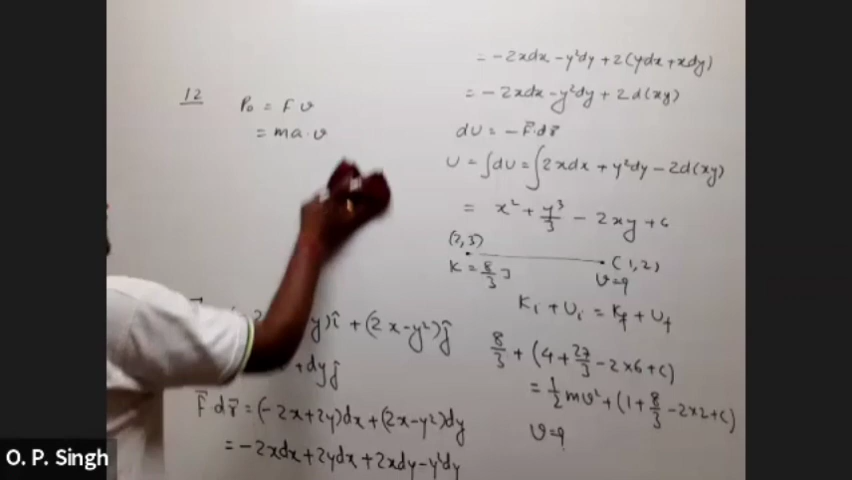 12 P₀ = F v
= ma·v
y)î + (2x-y²)ĵ
+ dyĵ
F⃗ dr⃗ = (-2x+2y)dx + (2x-y²)dy
= -2xdx + 2ydx + 2xdy - y²dy
= -2xdx - y²dy + 2(ydx + xdy)
= -2xdx - y²dy + 2d(xy)
dU = -F⃗.dr⃗
U = ∫dU = ∫2xdx + y²dy - 2d(xy)
= x² + y³/3 - 2xy + c
(2,3) (1,2)
K = 8/3 J v=?
Kᵢ + Uᵢ = K_f + U_f
8/3 + (4 + 27/3 - 2×6 + c)
= 1/2 mv² + (1 + 8/3 - 2×2 + c)
v=?
O. P. Singh